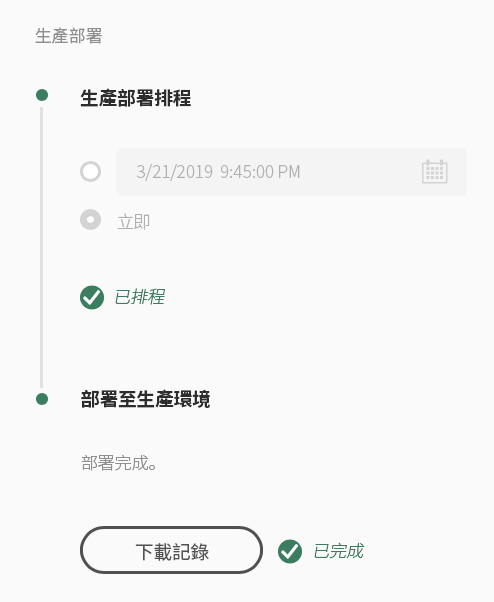 生產部署
生產部署排程
3/21/2019 9:45:00 PM
立即
已排程
部署至生產環境
部署完成。
下載記錄
已完成